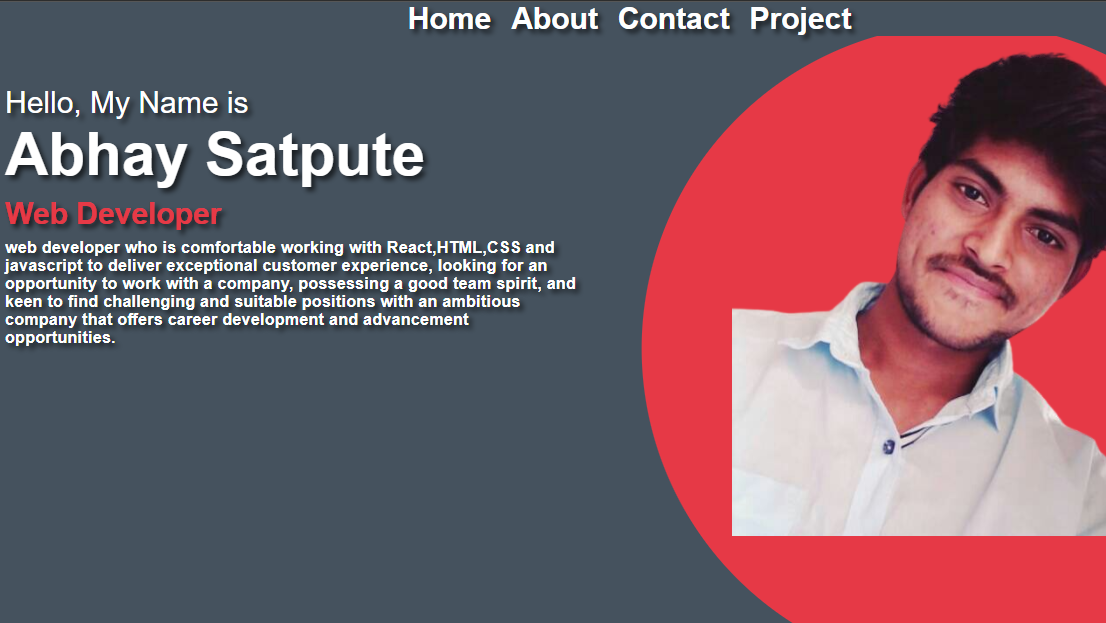 Home About Contact Project
Hello, My Name is
Abhay Satpute
Web Developer
web developer who is comfortable working with React,HTML,CSS and
javascript to deliver exceptional customer experience, looking for an
opportunity to work with a company, possessing a good team spirit, and
keen to find challenging and suitable positions with an ambitious
company that offers career development and advancement
opportunities.